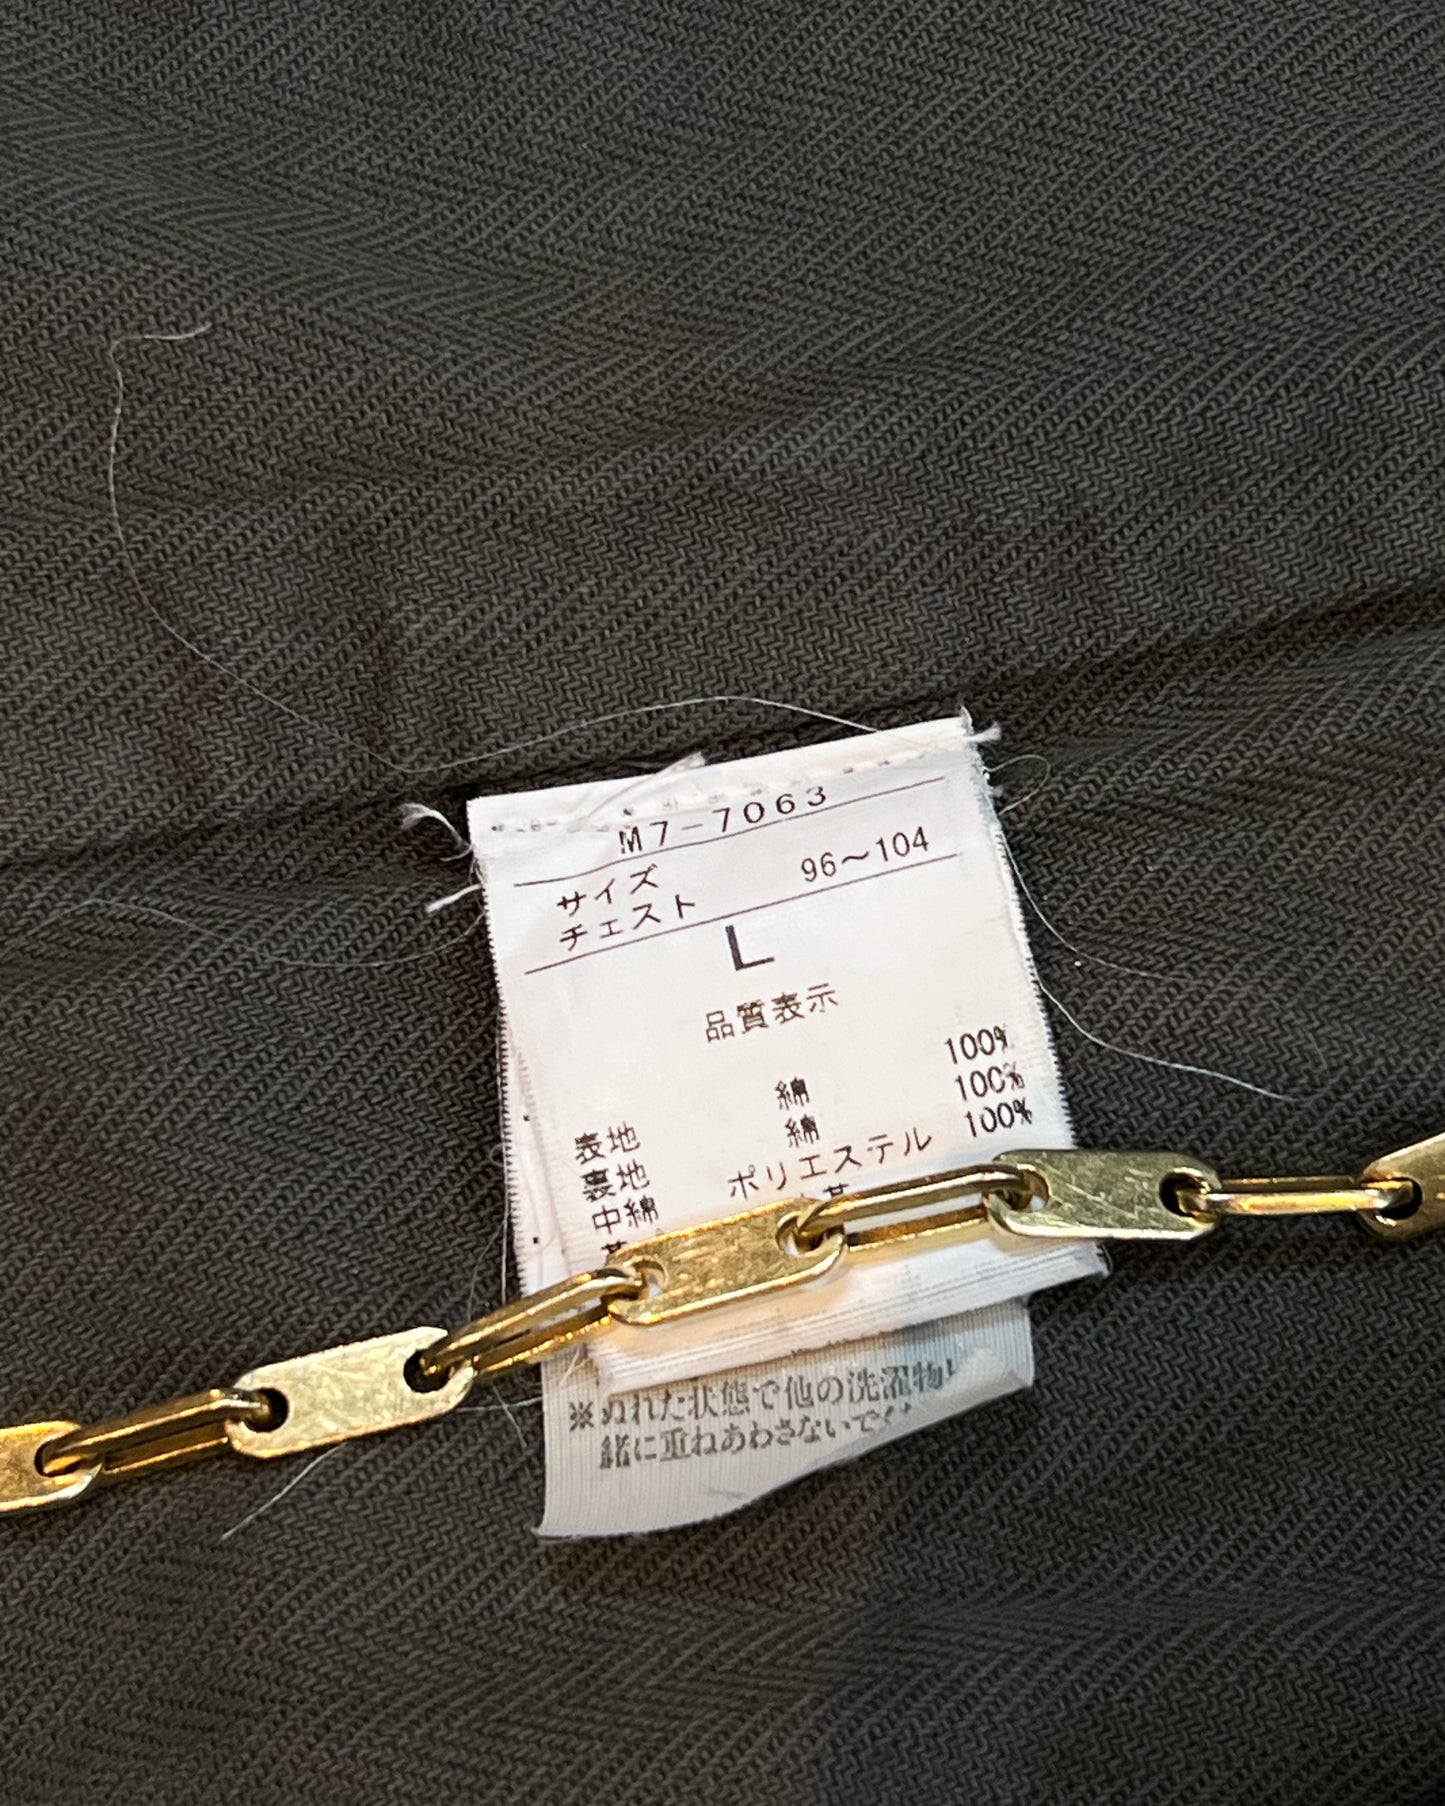 M7-7063
サイズ
チェスト 96〜104
L
品質表示
表地 綿 100%
裏地 綿 100%
中綿 ポリエステル 100%
※ぬれた状態で他の洗濯物
緒に重ねあわさないで